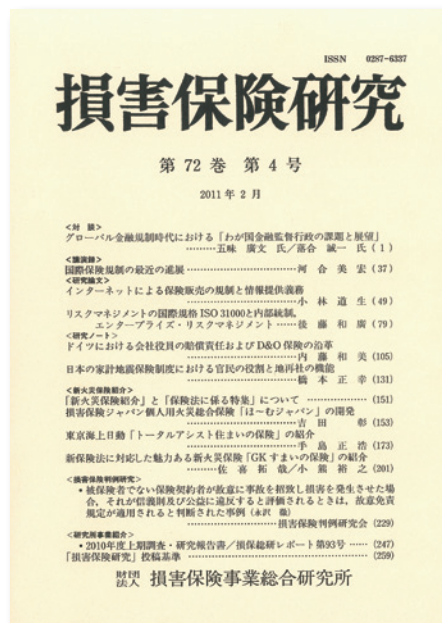 ISSN 0287-6337
損害保険研究
第72巻 第4号
2011年2月
<対 談>
グローバル金融規制時代における「わが国金融監督行政の課題と展望」
………五味 廣文 氏/落合 誠一 氏 ( 1 )
<講演録>
国際保険規制の最近の進展………………………河 合 美 宏 (37)
<研究論文>
インターネットによる保険販売の規制と情報提供義務
………………………小 林 道 生 (49)
リスクマネジメントの国際規格 ISO 31000と内部統制。
エンタープライズ・リスクマネジメント……後 藤 和 廣 (79)
<研究ノート>
ドイツにおける会社役員の賠償責任およびD&O保険の沿革
………………………内 藤 和 美 (105)
日本の家計地震保険制度における官民の役割と地再社の機能
………………………橋 本 正 幸 (131)
<新火災保険紹介>
「新火災保険紹介」と「保険法に係る特集」について ……………(151)
損害保険ジャパン個人用火災総合保険「ほ〜むジャパン」の開発
………………………吉 田 彰 (153)
東京海上日動「トータルアシスト住まいの保険」の紹介
………………………手 島 正 浩 (173)
新保険法に対応した魅力ある新火災保険「GK すまいの保険」の紹介
………………佐 喜 拓 哉/小 熊 裕 之 (201)
<損害保険判例研究>
・被保険者でない保険契約者が故意に事故を招致し損害を発生させた場
合、それが信義則及び公益に違反すると評価されるときは、故意免責
規定が適用されると判断された事例 (永沢 徹)
………………………損害保険判例研究会 (229)
<研究所事業紹介>
・2010年度上期調査・研究報告書/損保総研レポート第93号 …… (247)
「損害保険研究」投稿基準 ……………………………… (259)
財団法人 損害保険事業総合研究所